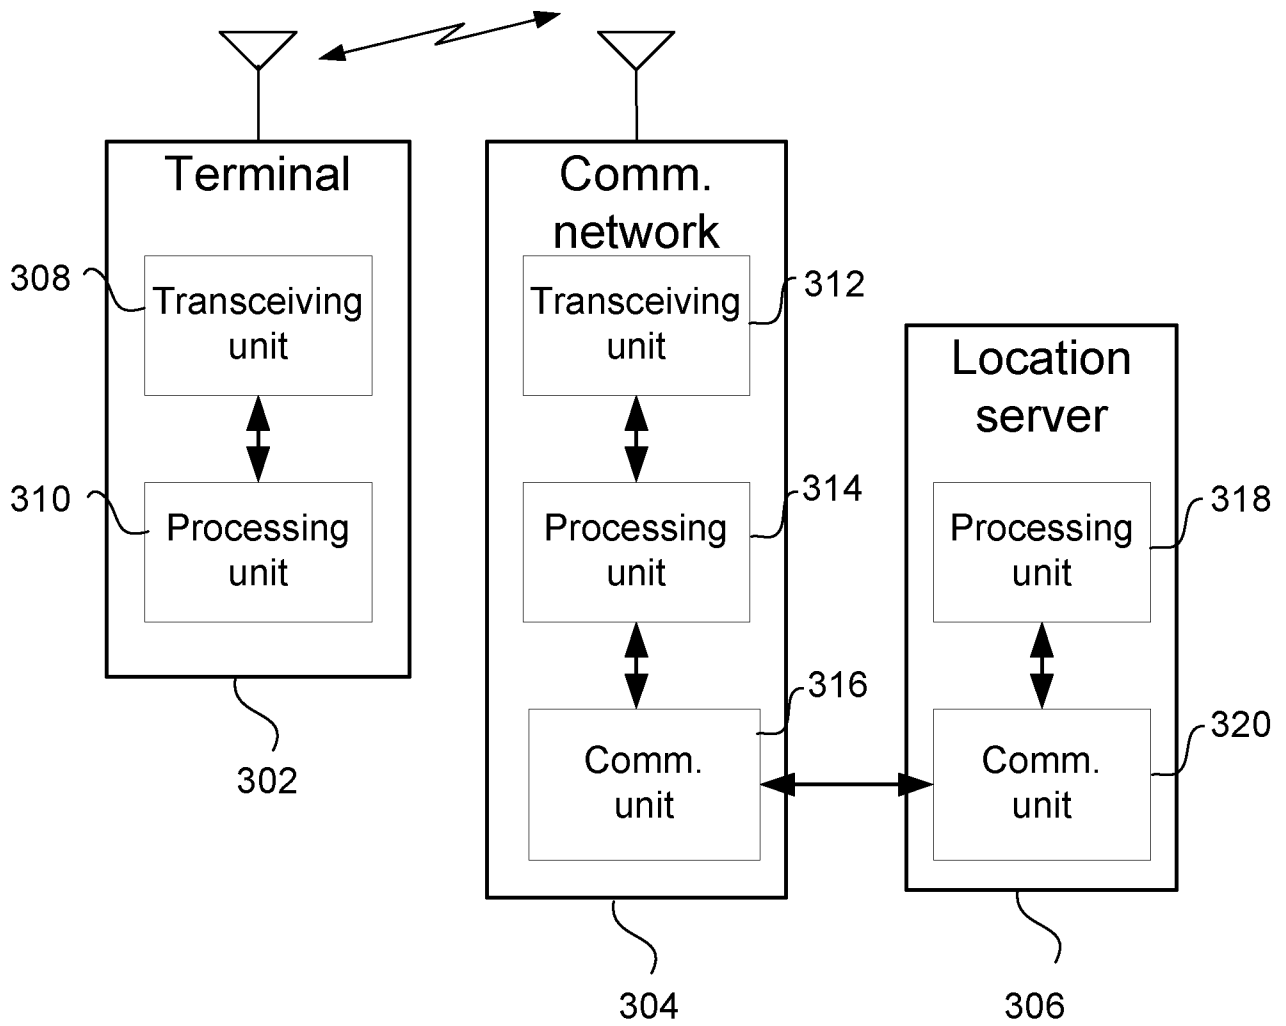 Terminal
308
Transceiving
unit
310
Processing
unit
302
Comm.
network
312
Transceiving
unit
314
Processing
unit
316
Comm.
unit
304
Location
server
318
Processing
unit
320
Comm.
unit
306